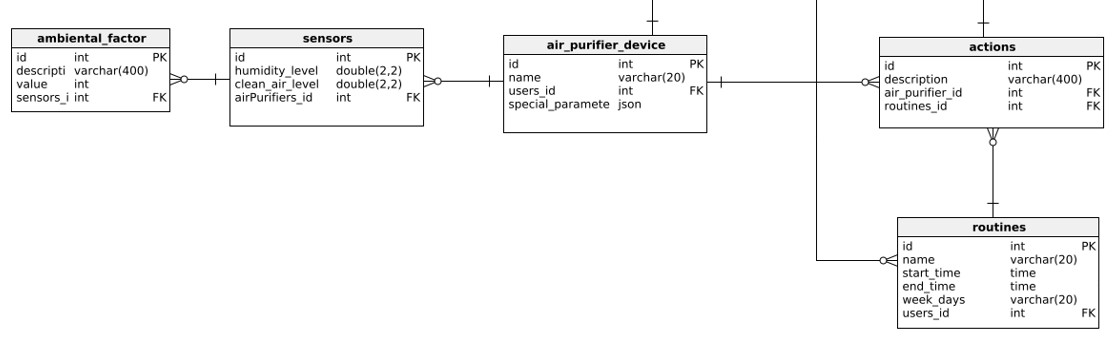 ambiental_factor
id int PK
descripti varchar(400)
value int
sensors_i int FK
sensors
id int PK
humidity_level double(2,2)
clean_air_level double(2,2)
airPurifiers_id int FK
air_purifier_device
id int PK
name varchar(20)
users_id int FK
special_paramete json
actions
id int PK
description varchar(400)
air_purifier_id int FK
routines_id int FK
routines
id int PK
name varchar(20)
start_time time
end_time time
week_days varchar(20)
users_id int FK